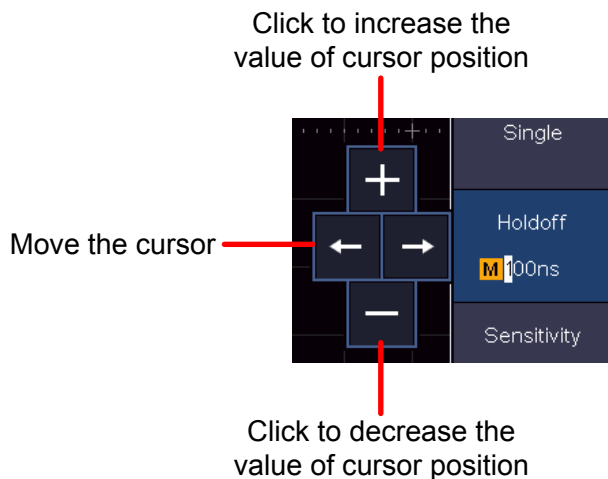 Click to increase the
value of cursor position
Single
+
Move the cursor
← →
Holdoff
M 100ns
−
Sensitivity
Click to decrease the
value of cursor position